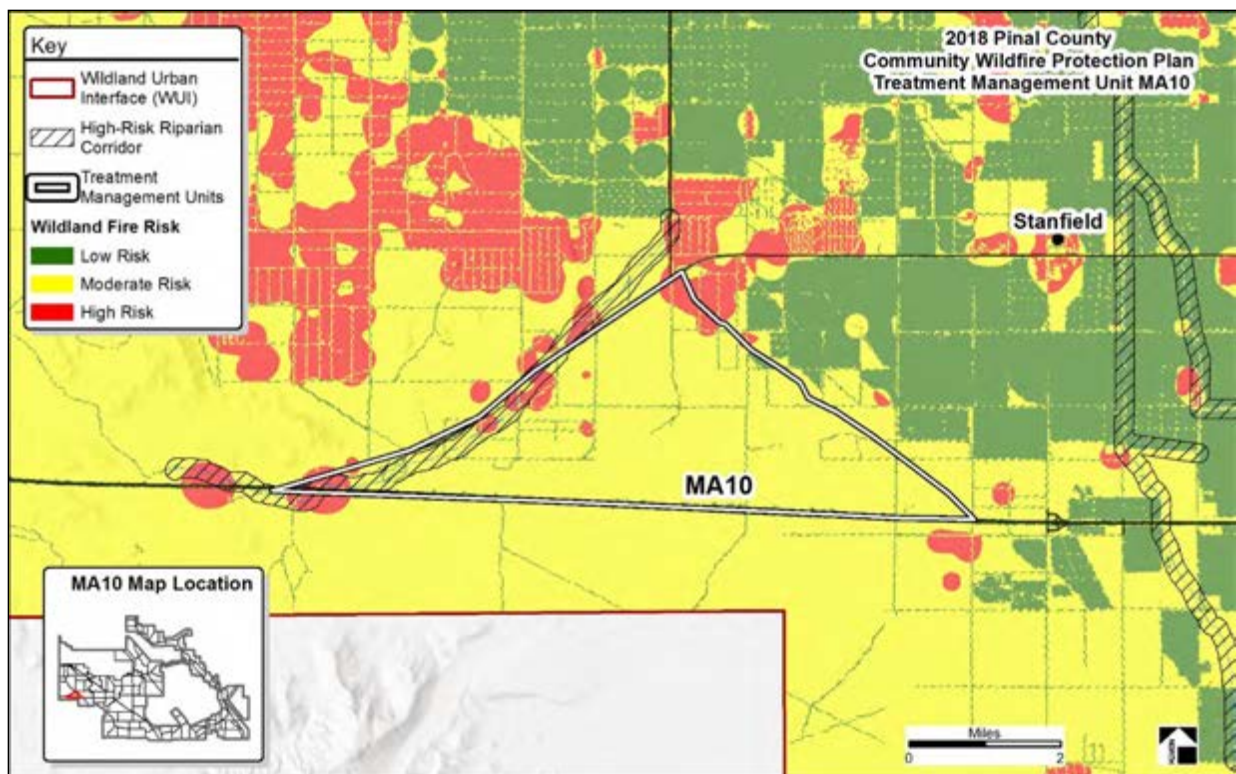 Key
Wildland Urban
Interface (WUI)
High-Risk Riparian
Corridor
Treatment
Management Units
Wildland Fire Risk
Low Risk
Moderate Risk
High Risk
2018 Pinal County
Community Wildfire Protection Plan
Treatment Management Unit MA10
Stanfield
MA10
MA10 Map Location
Miles
0
2